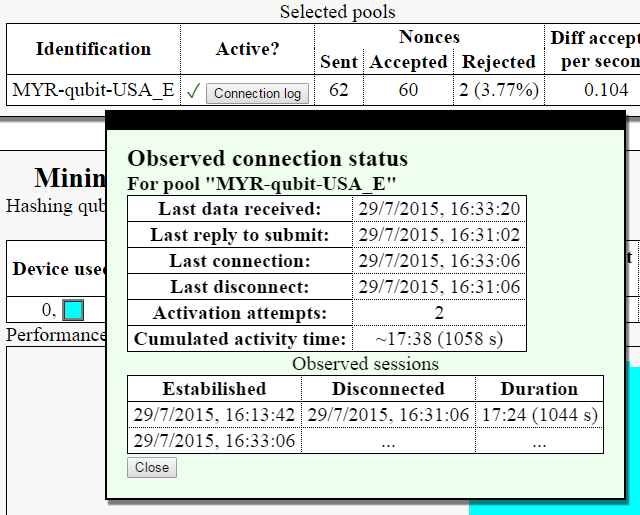 Selected pools
Identification Active? Nonces Diff accept
Sent Accepted Rejected per secon
MYR-qubit-USA_E ✓ Connection log 62 60 2 (3.77%) 0.104
Observed connection status
Minin
For pool "MYR-qubit-USA_E"
Hashing qub
Last data received: 29/7/2015, 16:33:20
Last reply to submit: 29/7/2015, 16:31:02
Last connection: 29/7/2015, 16:33:06
Device use
Last disconnect: 29/7/2015, 16:31:06
0,
Activation attempts: 2
Performance
Cumulated activity time: ~17:38 (1058 s)
Observed sessions
Estabilished Disconnected Duration
29/7/2015, 16:13:42 29/7/2015, 16:31:06 17:24 (1044 s)
29/7/2015, 16:33:06 ... ...
Close